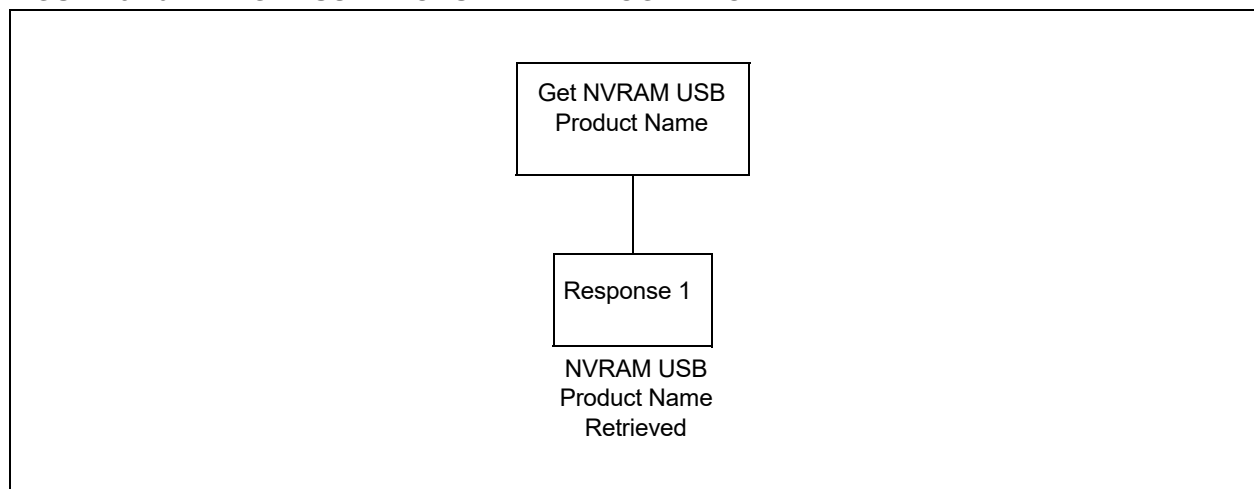 Get NVRAM USB
Product Name
Response 1
NVRAM USB
Product Name
Retrieved